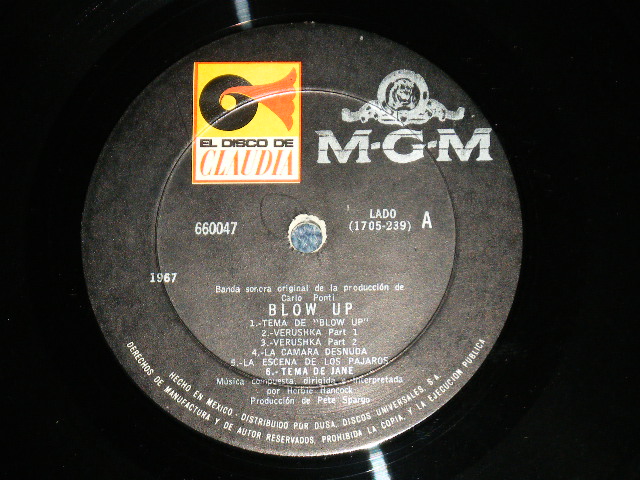 EL DISCO DE
CLAUDIA
M-G-M
660047
LADO
(1705-239) A
1967
Banda sonora original de la producción de
Carlo Ponti
BLOW UP
1.-TEMA DE "BLOW UP"
2.-VERUSHKA Part 1
3.-VERUSHKA Part 2
4.-LA CAMARA DESNUDA
5.-LA ESCENA DE LOS PAJAROS
6.-TEMA DE JANE
Música compuesta, dirigida e interpretada
por Herbie Hancock
Producción de Pete Spargo
HECHO EN MEXICO - DISTRIBUIDO POR DUSA, DISCOS UNIVERSALES, S.A.
DERECHOS DE MANUFACTURA Y DE AUTOR RESERVADOS. PROHIBIDA LA COPIA, Y LA EJECUCION PUBLICA